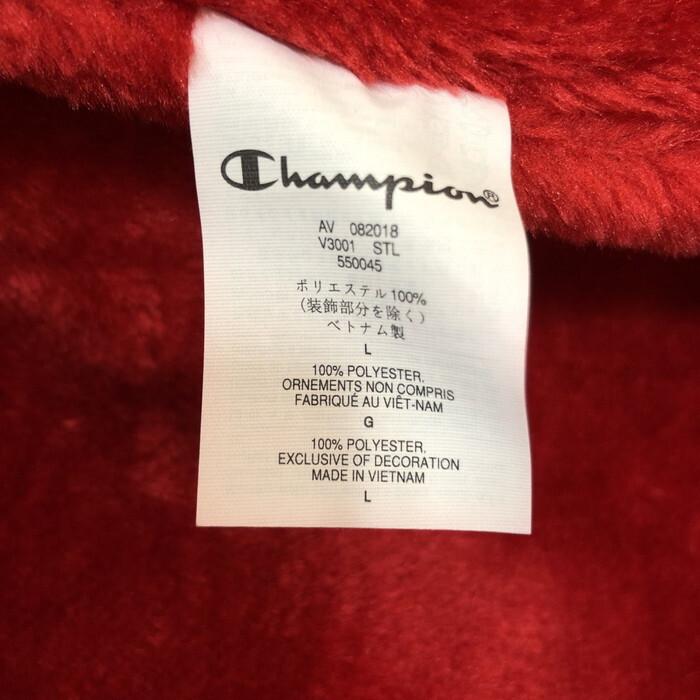 Champion®
AV 082018
V3001 STL
550045
ポリエステル100%
(装飾部分を除く)
ベトナム製
L
100% POLYESTER,
ORNEMENTS NON COMPRIS
FABRIQUÉ AU VIÊT-NAM
G
100% POLYESTER,
EXCLUSIVE OF DECORATION
MADE IN VIETNAM
L